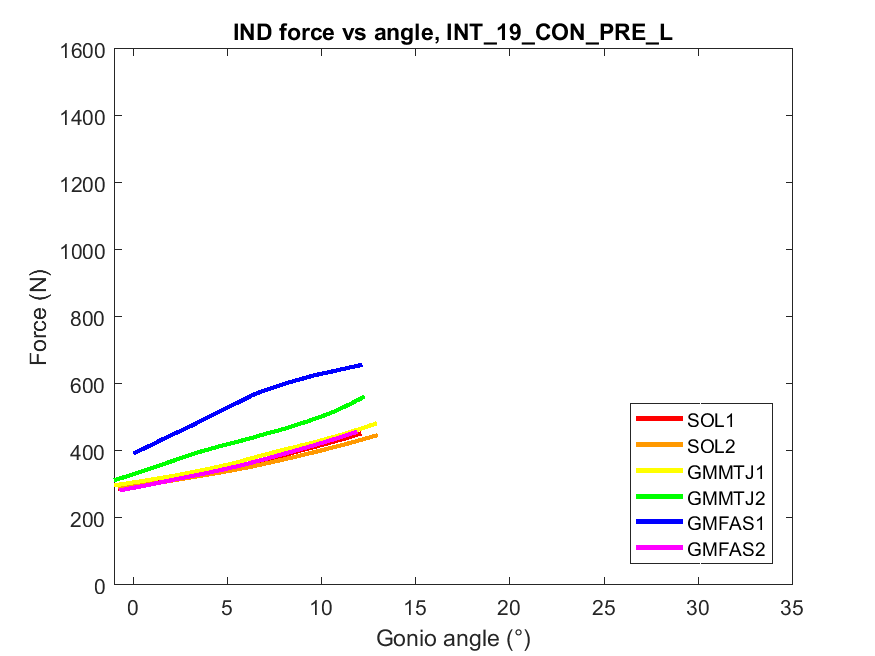 IND force vs angle, INT_19_CON_PRE_L
1600
1400
1200
1000
800
600
400
200
0
Force (N)
0 5 10 15 20 25 30 35
Gonio angle (°)
SOL1
SOL2
GMMTJ1
GMMTJ2
GMFAS1
GMFAS2